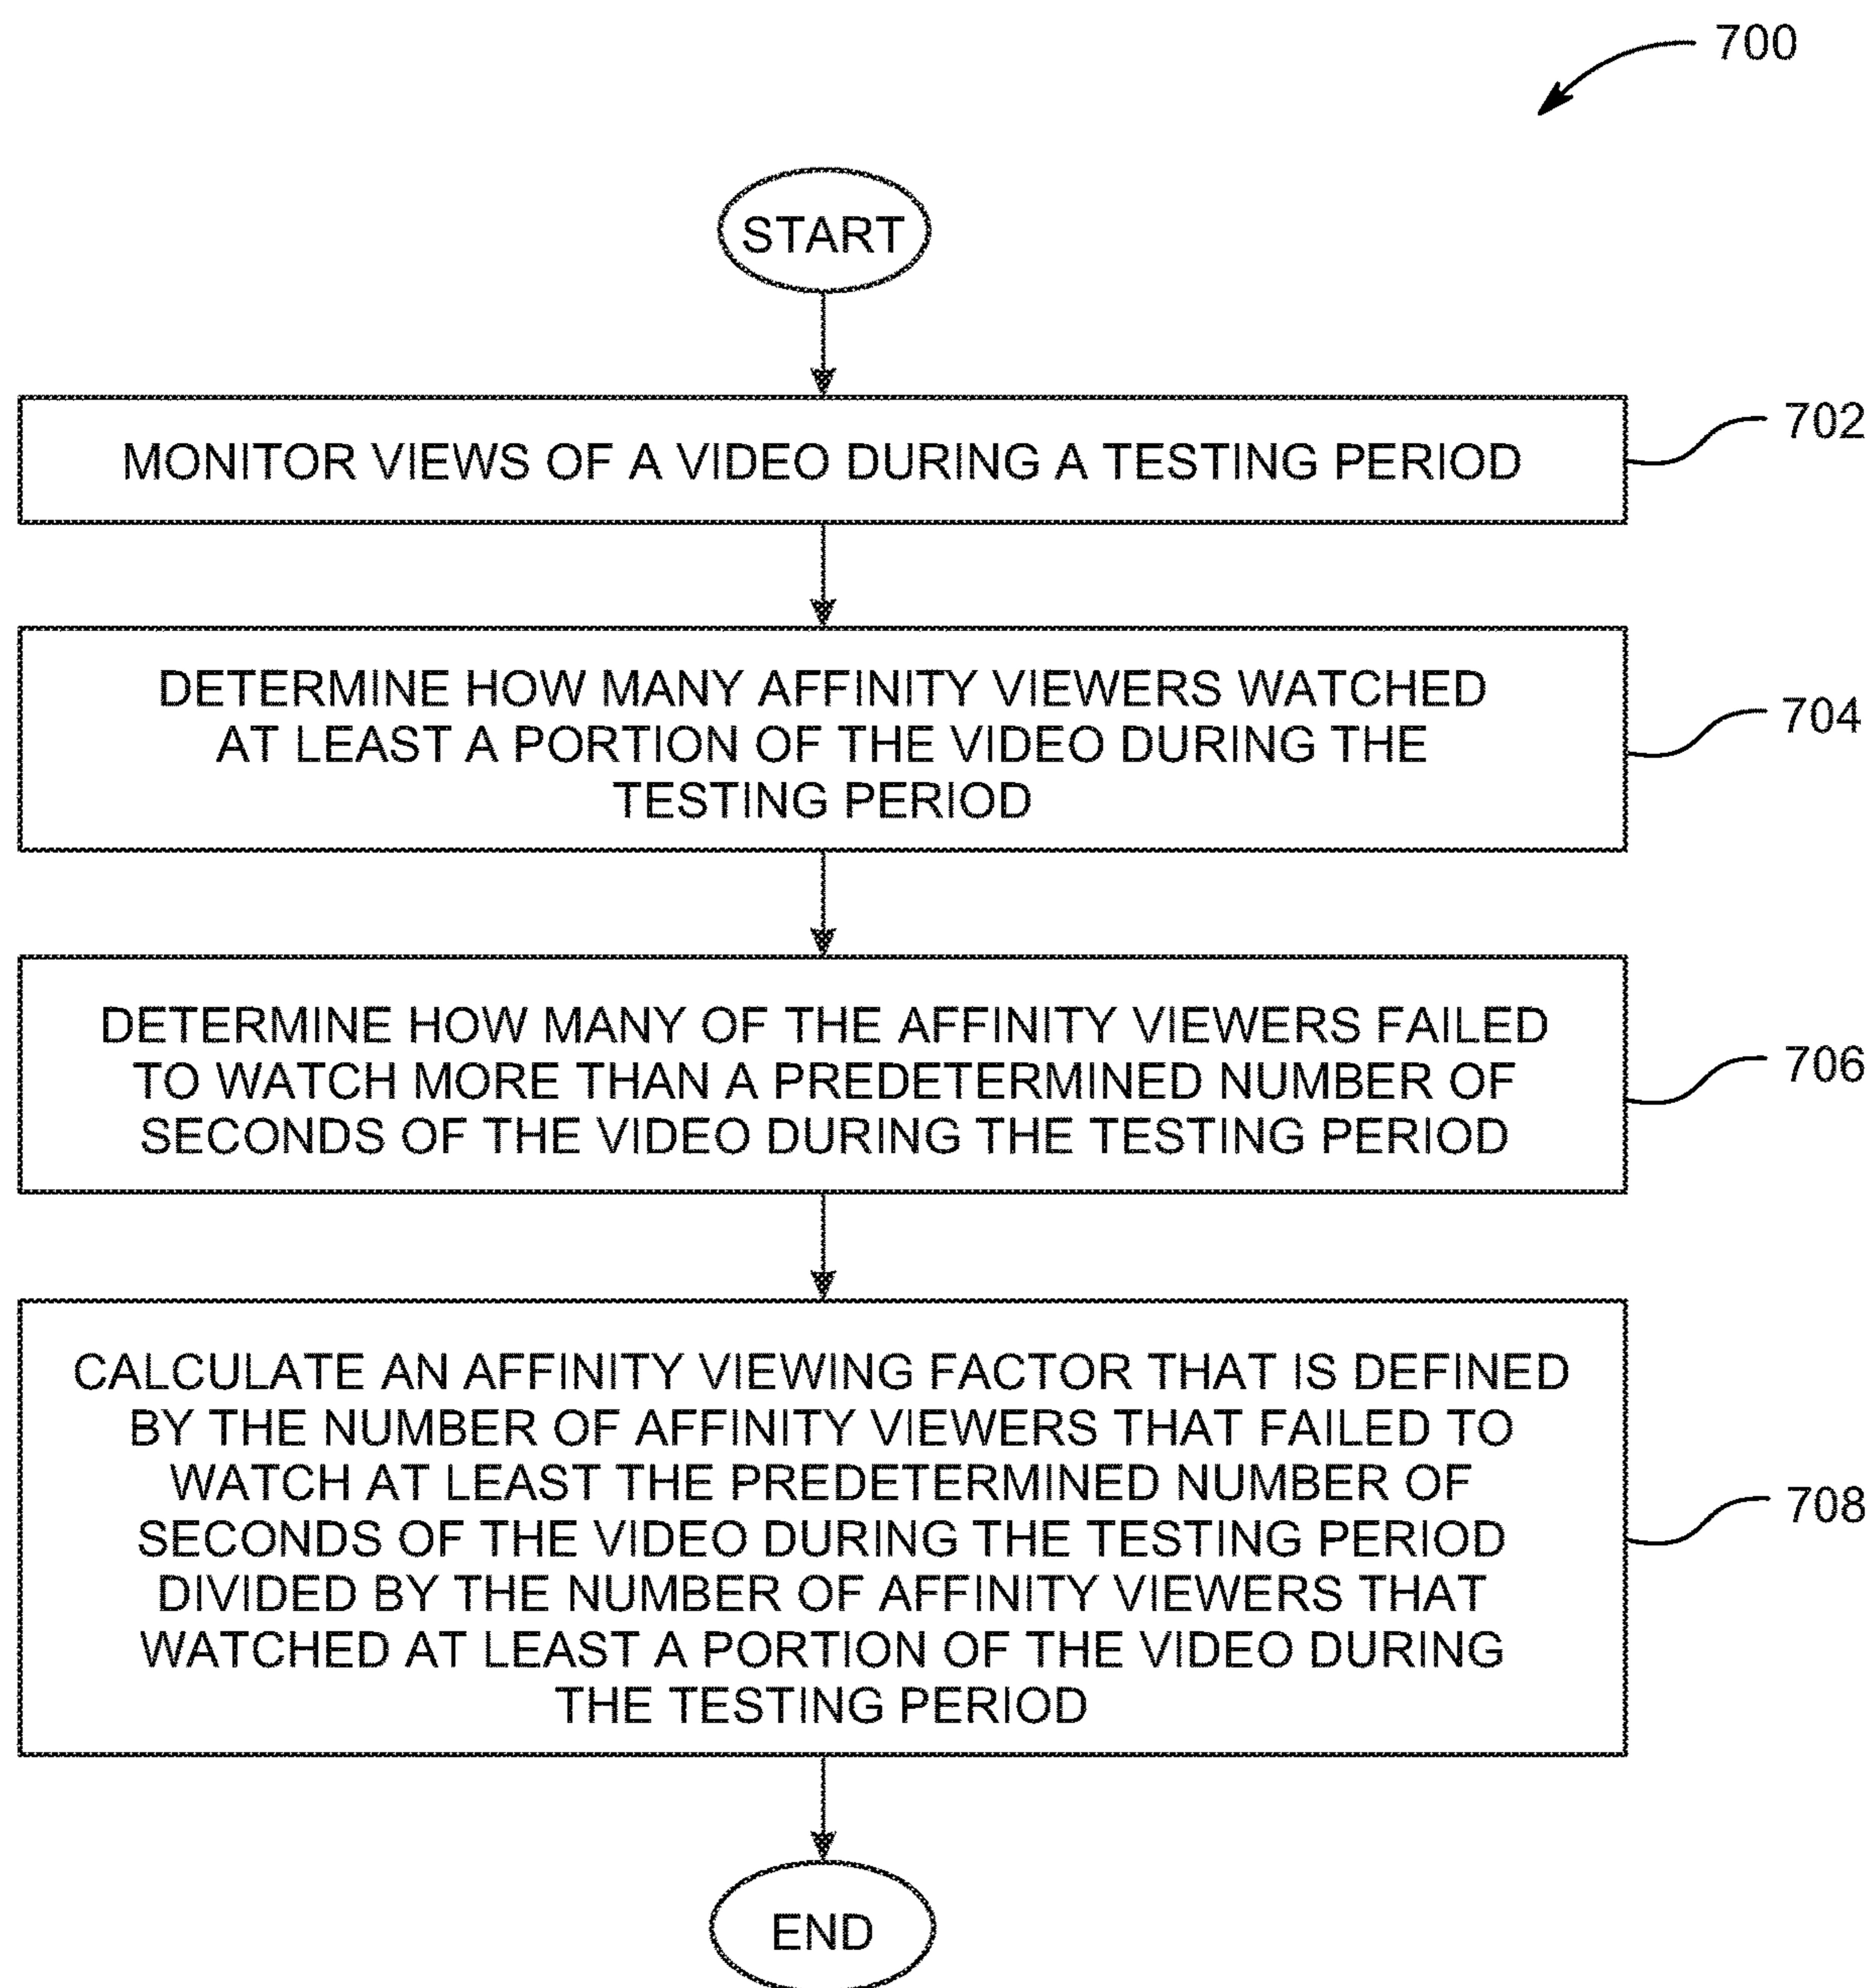 700
START
MONITOR VIEWS OF A VIDEO DURING A TESTING PERIOD
702
DETERMINE HOW MANY AFFINITY VIEWERS WATCHED
AT LEAST A PORTION OF THE VIDEO DURING THE
TESTING PERIOD
704
DETERMINE HOW MANY OF THE AFFINITY VIEWERS FAILED
TO WATCH MORE THAN A PREDETERMINED NUMBER OF
SECONDS OF THE VIDEO DURING THE TESTING PERIOD
706
CALCULATE AN AFFINITY VIEWING FACTOR THAT IS DEFINED
BY THE NUMBER OF AFFINITY VIEWERS THAT FAILED TO
WATCH AT LEAST THE PREDETERMINED NUMBER OF
SECONDS OF THE VIDEO DURING THE TESTING PERIOD
DIVIDED BY THE NUMBER OF AFFINITY VIEWERS THAT
WATCHED AT LEAST A PORTION OF THE VIDEO DURING
THE TESTING PERIOD
708
END